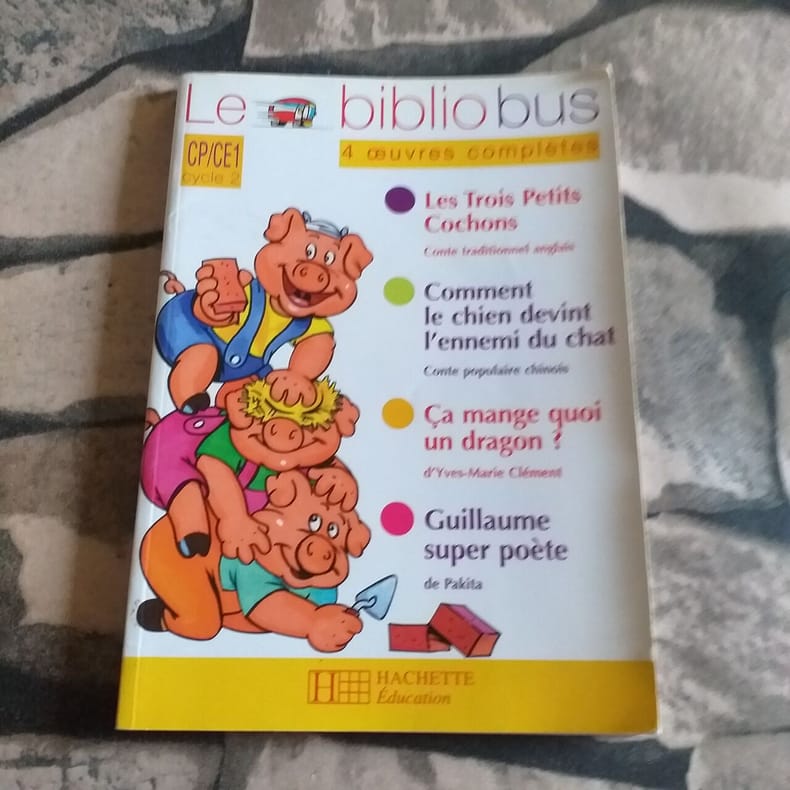 Le bibliobus
CP/CE1
cycle 2
4 œuvres complètes
Les Trois Petits
Cochons
Conte traditionnel anglais
Comment
le chien devint
l'ennemi du chat
Conte populaire chinois
Ça mange quoi
un dragon ?
d'Yves-Marie Clément
Guillaume
super poète
de Pakita
H
HACHETTE
Éducation